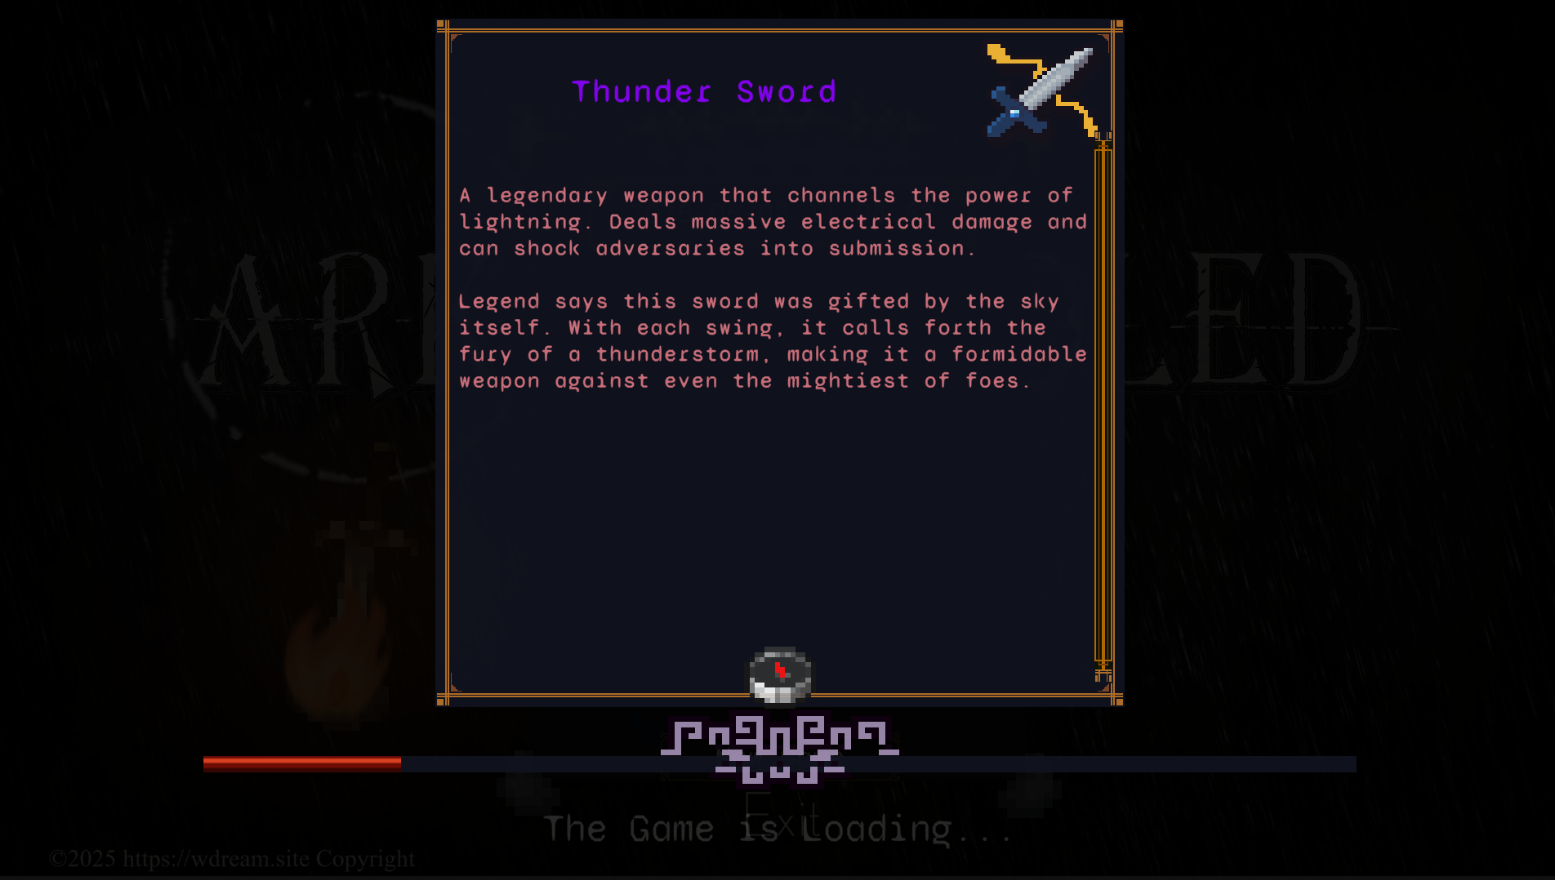 Thunder Sword
A legendary weapon that channels the power of
lightning. Deals massive electrical damage and
can shock adversaries into submission.
Legend says this sword was gifted by the sky
itself. With each swing, it calls forth the
fury of a thunderstorm, making it a formidable
weapon against even the mightiest of foes.
Exit
The Game is Loading...
©2025 https://wdream.site Copyright